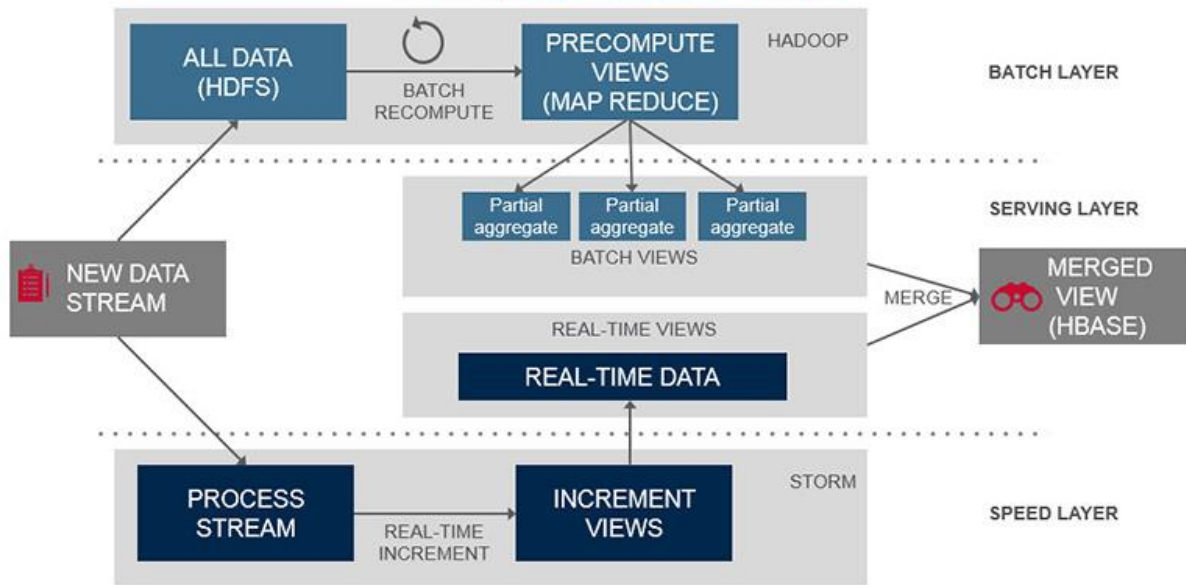 HADOOP
ALL DATA
(HDFS)
BATCH
RECOMPUTE
PRECOMPUTE
VIEWS
(MAP REDUCE)
BATCH LAYER
Partial
aggregate
Partial
aggregate
Partial
aggregate
BATCH VIEWS
SERVING LAYER
NEW DATA
STREAM
MERGE
MERGED
VIEW
(HBASE)
REAL-TIME VIEWS
REAL-TIME DATA
PROCESS
STREAM
REAL-TIME
INCREMENT
INCREMENT
VIEWS
STORM
SPEED LAYER